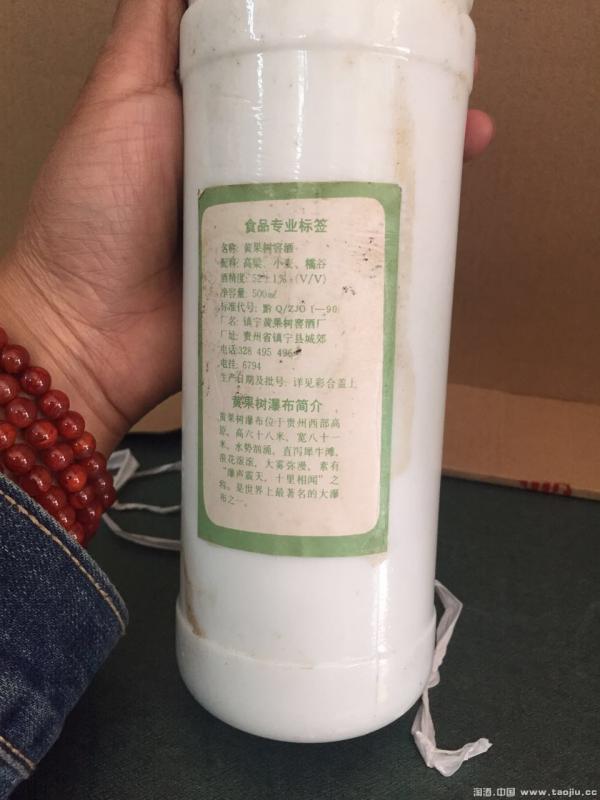 食品专业标签
名称: 黄果树窖酒
配料: 高粱、小麦、糯谷
酒精度: 52±1% (V/V)
净容量: 500ml
标准代号: 黔 Q/ZJO 1—90
厂名: 镇宁黄果树窖酒厂
厂址: 贵州省镇宁县城郊
电话:328 495 496
电挂: 6794
生产日期及批号: 详见彩合盖上
黄果树瀑布简介
黄果树瀑布位于贵州西部高
原，高六十八米，宽八十一
米，水势汹涌，直泻犀牛滩，
浪花滚滚，大雾弥漫，素有
"瀑声震天，十里相闻"之
称。是世界上最著名的大瀑
布之一。
淘酒.中国 www.taojiu.cc